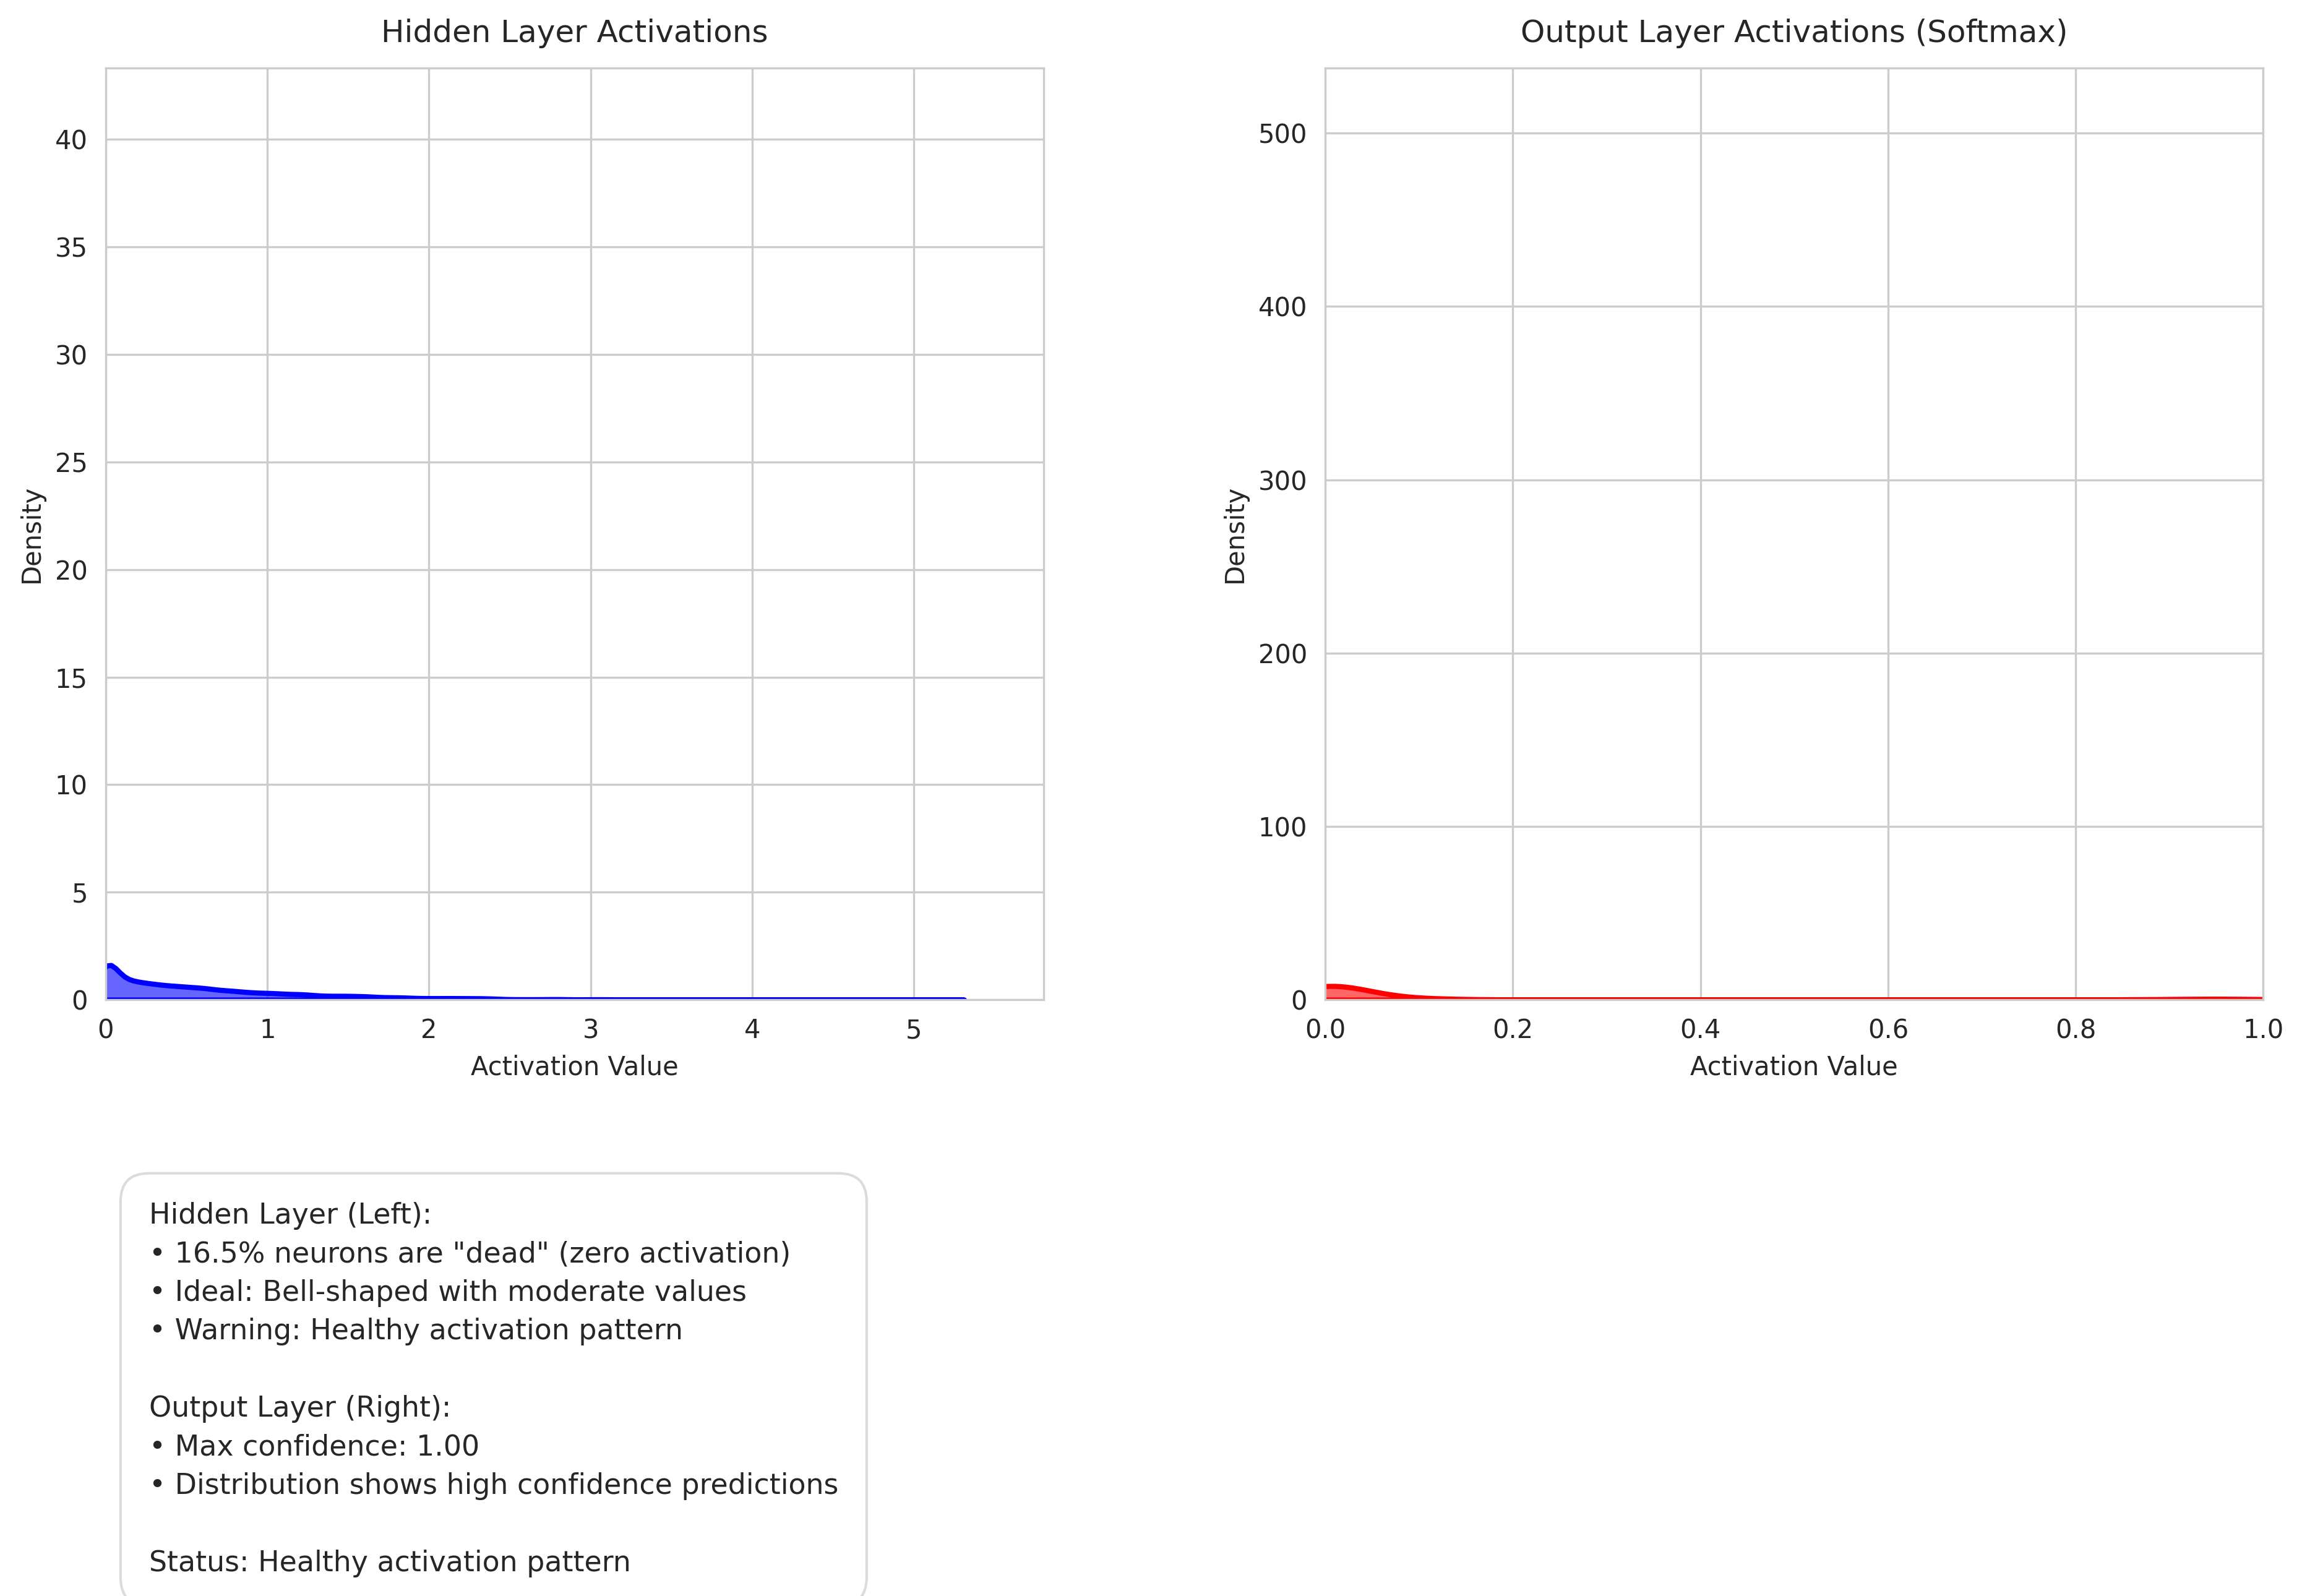 Hidden Layer Activations
40
35
30
25
20
15
10
5
0
Density
0 1 2 3 4 5
Activation Value
Output Layer Activations (Softmax)
500
400
300
200
100
0
Density
0.0 0.2 0.4 0.6 0.8 1.0
Activation Value
Hidden Layer (Left):
• 16.5% neurons are "dead" (zero activation)
• Ideal: Bell-shaped with moderate values
• Warning: Healthy activation pattern
Output Layer (Right):
• Max confidence: 1.00
• Distribution shows high confidence predictions
Status: Healthy activation pattern